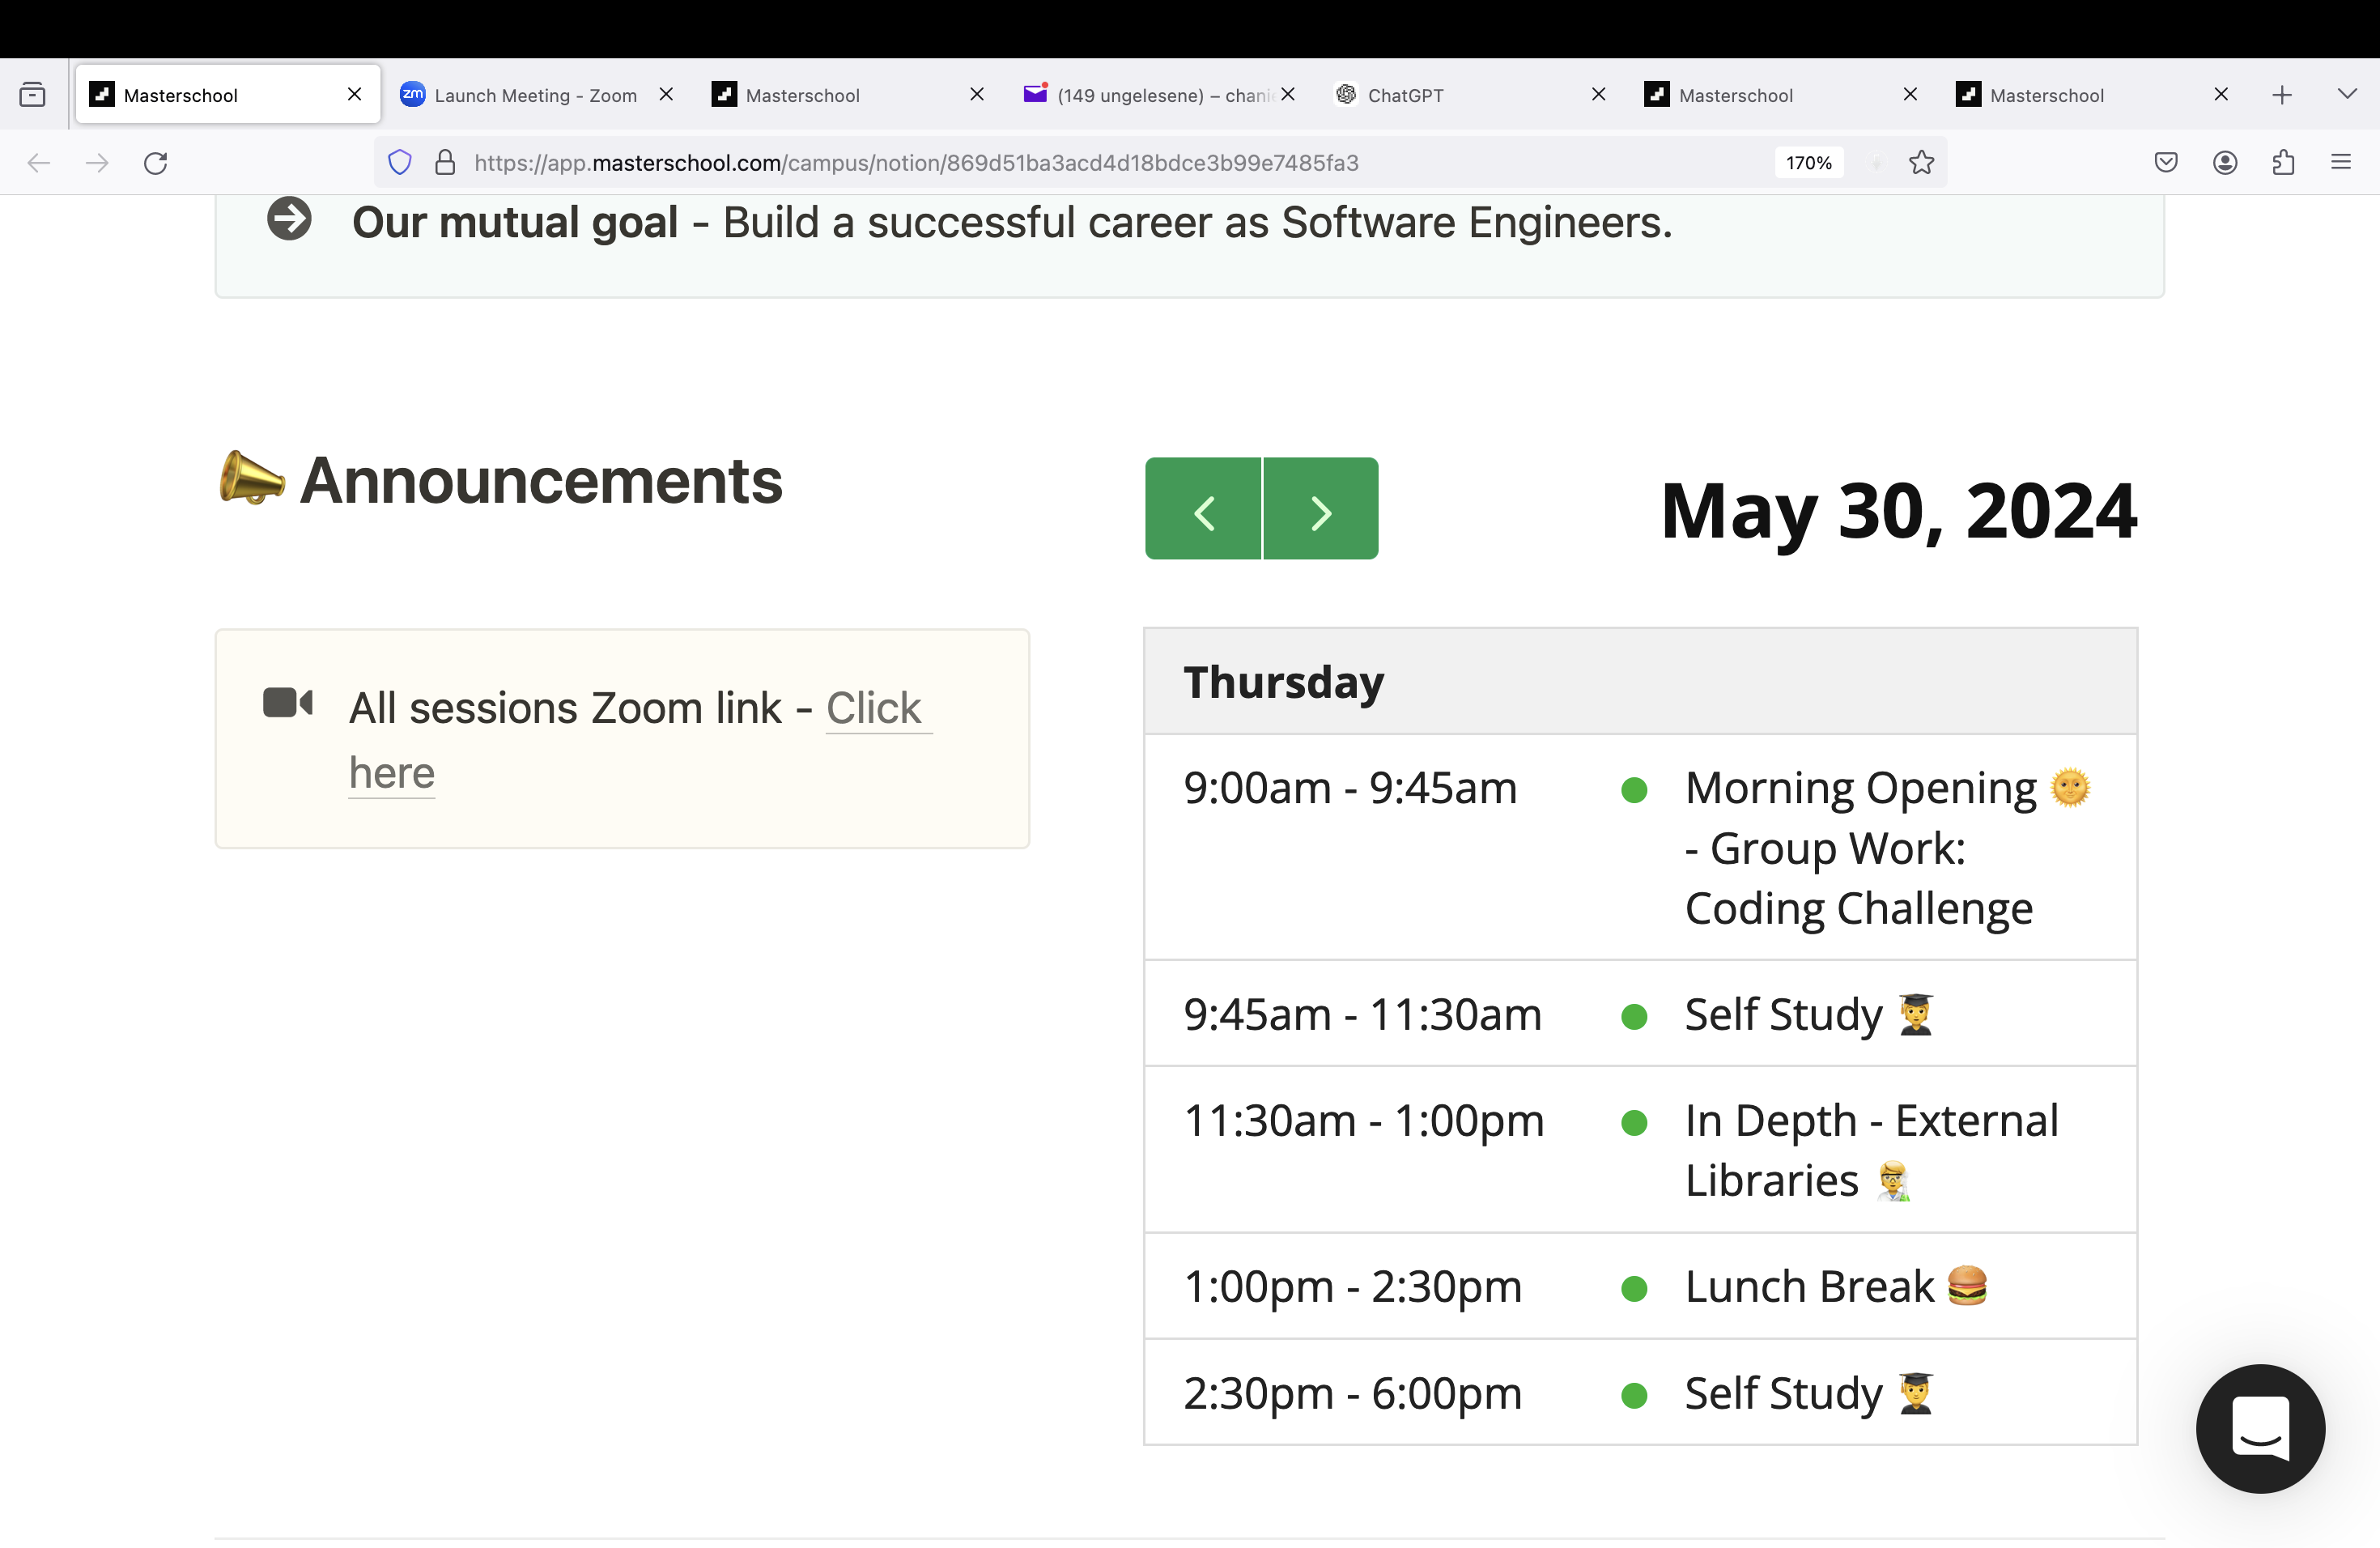 Masterschool
Launch Meeting - Zoom
Masterschool
(149 ungelesene) – chani
ChatGPT
Masterschool
Masterschool
https://app.masterschool.com/campus/notion/869d51ba3acd4d18bdce3b99e7485fa3
170%
Our mutual goal - Build a successful career as Software Engineers.
📣 Announcements
All sessions Zoom link - Click
here
May 30, 2024
Thursday
9:00am - 9:45am
Morning Opening 🌞
- Group Work:
Coding Challenge
9:45am - 11:30am
Self Study 🧑‍🎓
11:30am - 1:00pm
In Depth - External
Libraries 🧑‍🔬
1:00pm - 2:30pm
Lunch Break 🍔
2:30pm - 6:00pm
Self Study 🧑‍🎓